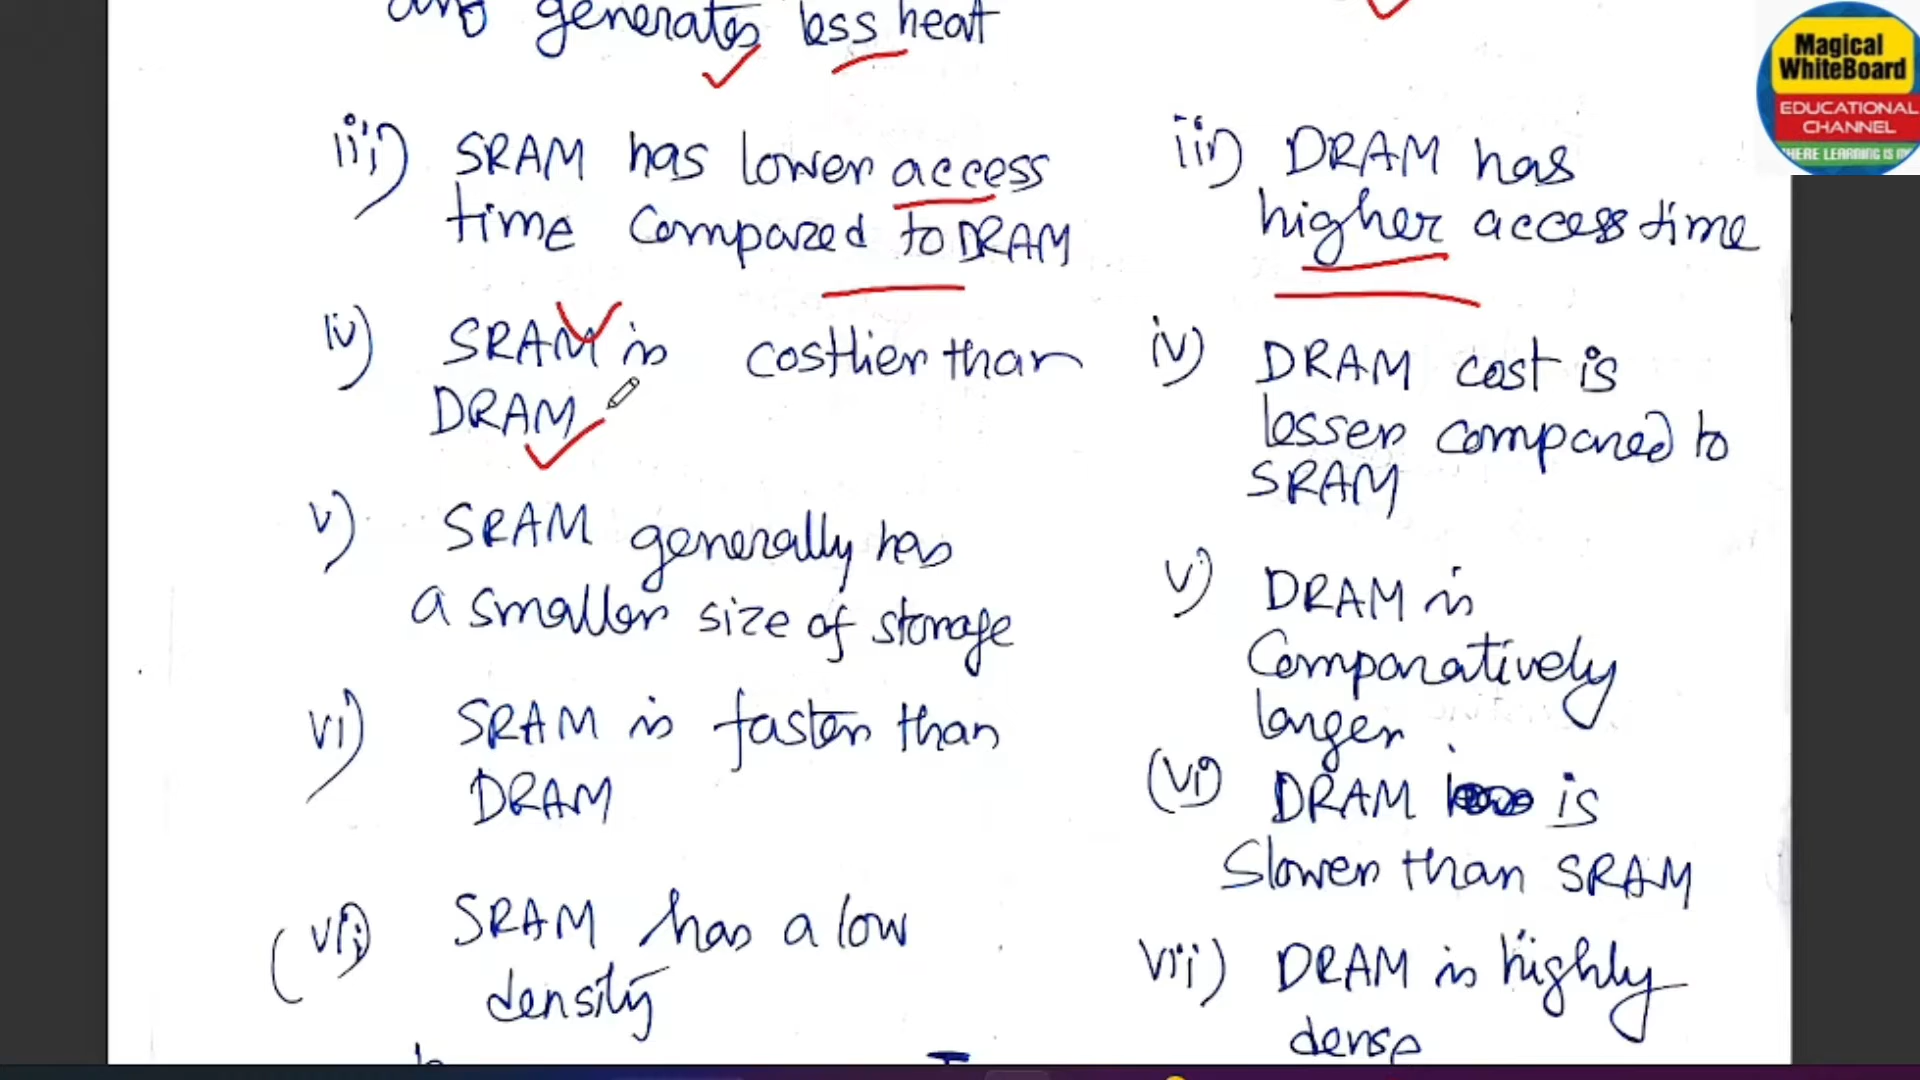 generates less heat
iii) SRAM has lower access
time compared to DRAM
iv) SRAM is costlier than
DRAM
v) SRAM generally has
a smaller size of storage
vi) SRAM is faster than
DRAM
(vii) SRAM has a low
density
iii) DRAM has
higher access time
iv) DRAM cost is
lesser compared to
SRAM
v) DRAM is
Comparatively
larger
(vi) DRAM is
Slower than SRAM
vii) DRAM is highly
dense
Magical
WhiteBoard
EDUCATIONAL
CHANNEL
HERE LEARNING IS